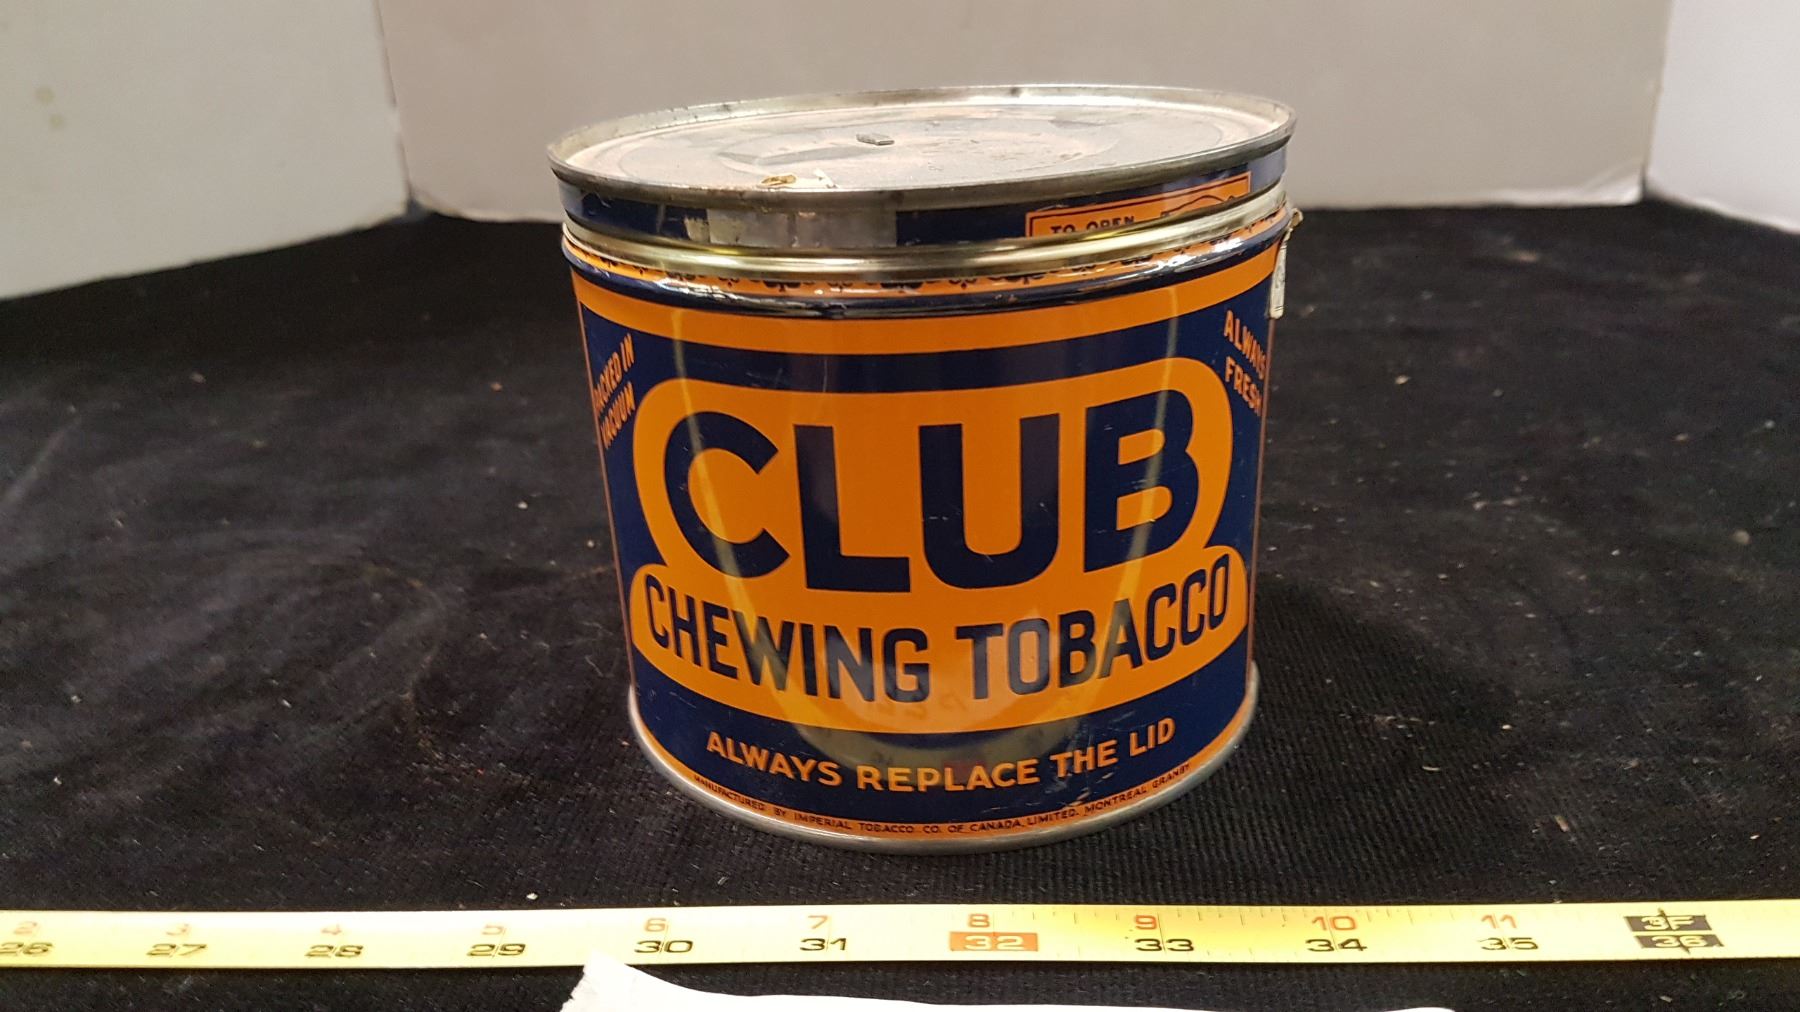 TO OPEN
PACKED IN
VACUUM
ALWAYS
FRESH
CLUB
CHEWING TOBACCO
ALWAYS REPLACE THE LID
MANUFACTURED BY IMPERIAL TOBACCO CO. OF CANADA, LIMITED. MONTREAL GRANBY
2 3 4 5 6 7 8 9 10 11 3F
26 27 28 29 30 31 32 33 34 35 36